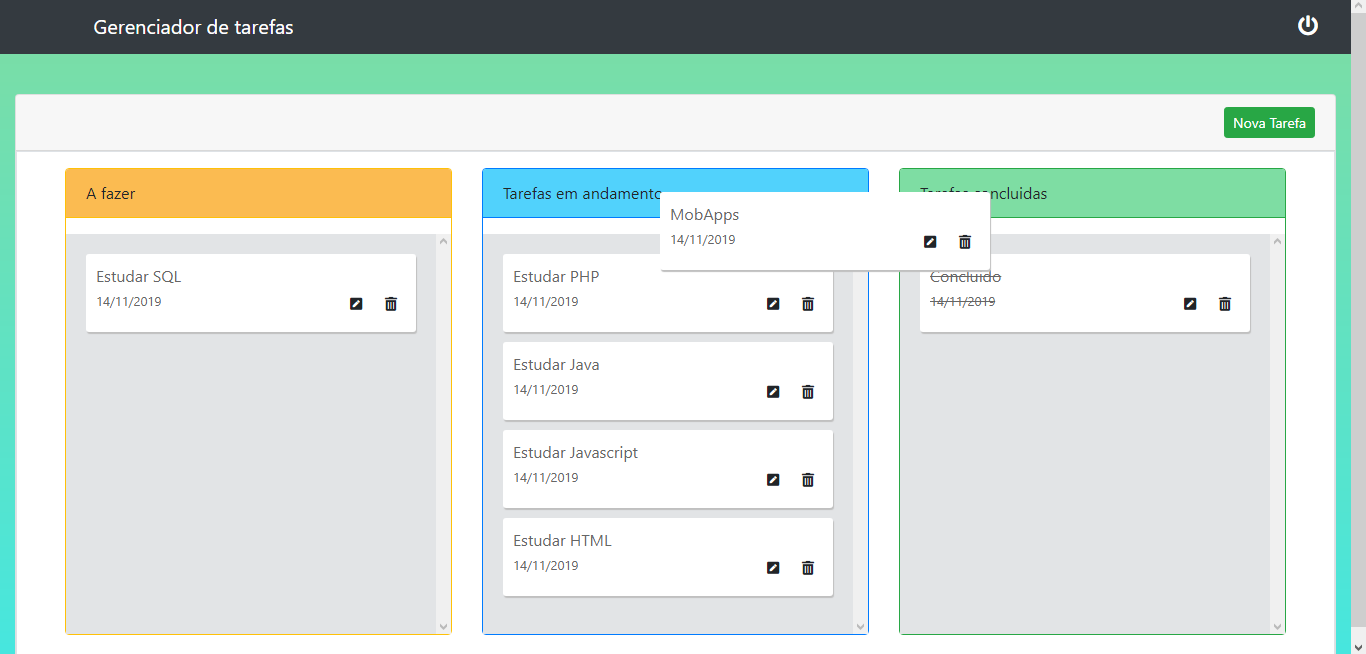 Gerenciador de tarefas
Nova Tarefa
A fazer
Estudar SQL
14/11/2019
Tarefas em andamento
Estudar PHP
14/11/2019
Estudar Java
14/11/2019
Estudar Javascript
14/11/2019
Estudar HTML
14/11/2019
MobApps
14/11/2019
Tarefas concluidas
Concluido
14/11/2019